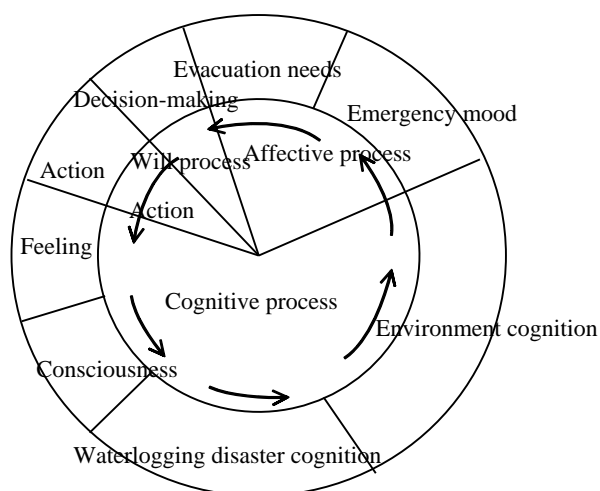 Evacuation needs
Decision-making
Emergency mood
Will process
Affective process
Action
Action
Feeling
Cognitive process
Environment cognition
Consciousness
Waterlogging disaster cognition